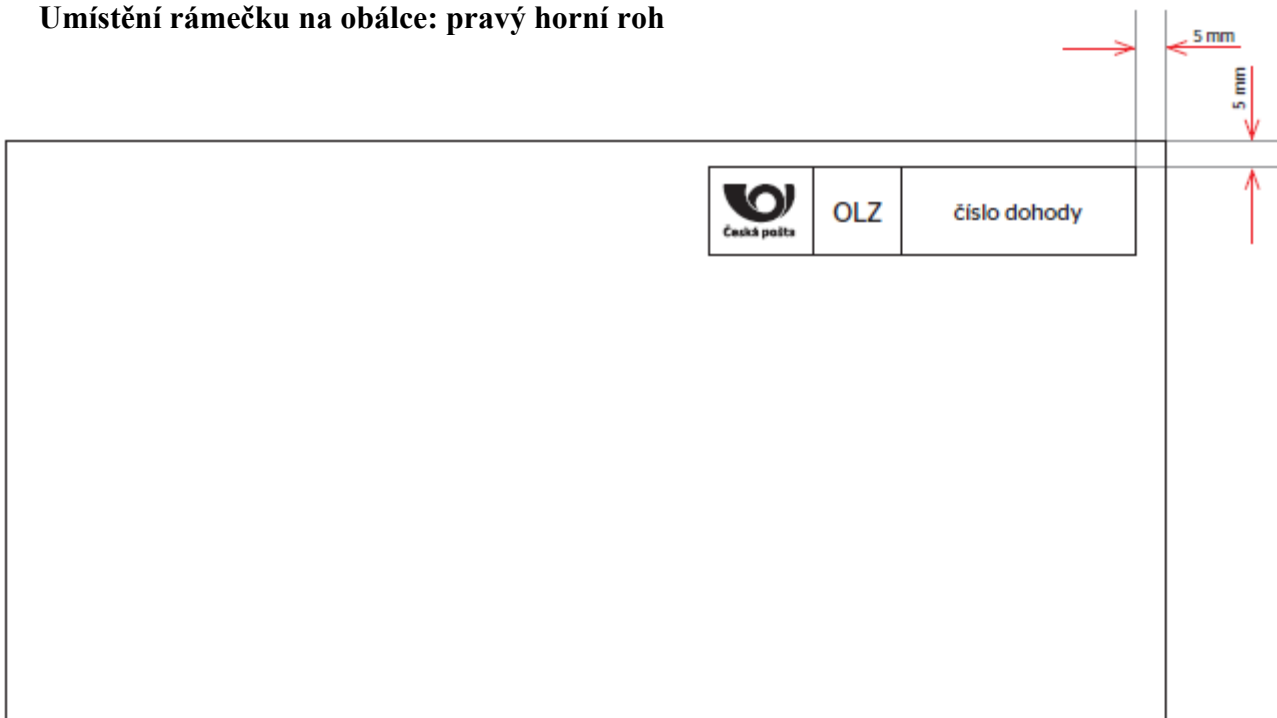 Umístění rámečku na obálce: pravý horní roh
5 mm
5 mm
OLZ
číslo dohody
Česká pošta